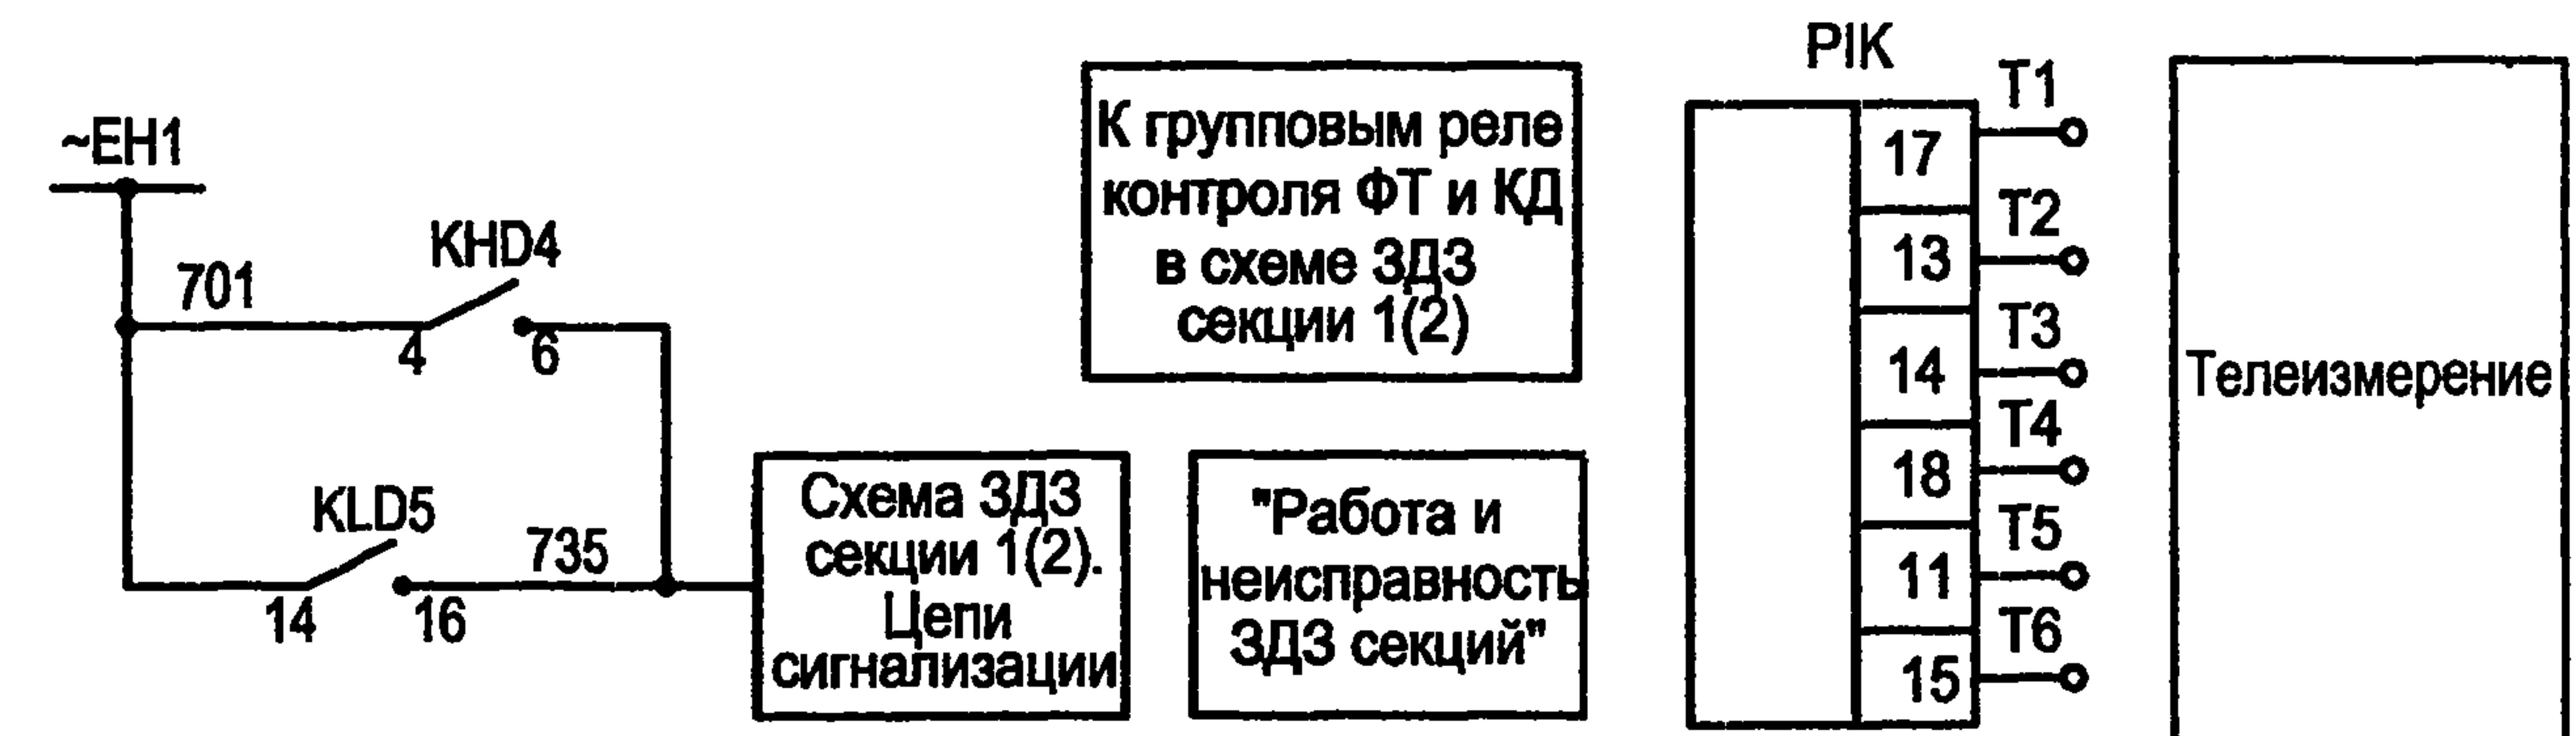 ~EH1
701
KHD4
4
6
KLD5
14
16
735
Схема ЗДЗ
секции 1(2).
Цепи
сигнализации
К групповым реле
контроля ФТ и КД
в схеме ЗДЗ
секции 1(2)
"Работа и
неисправность
ЗДЗ секций"
PIK
17 T1
13 T2
14 T3
18 T4
11 T5
15 T6
Телеизмерение